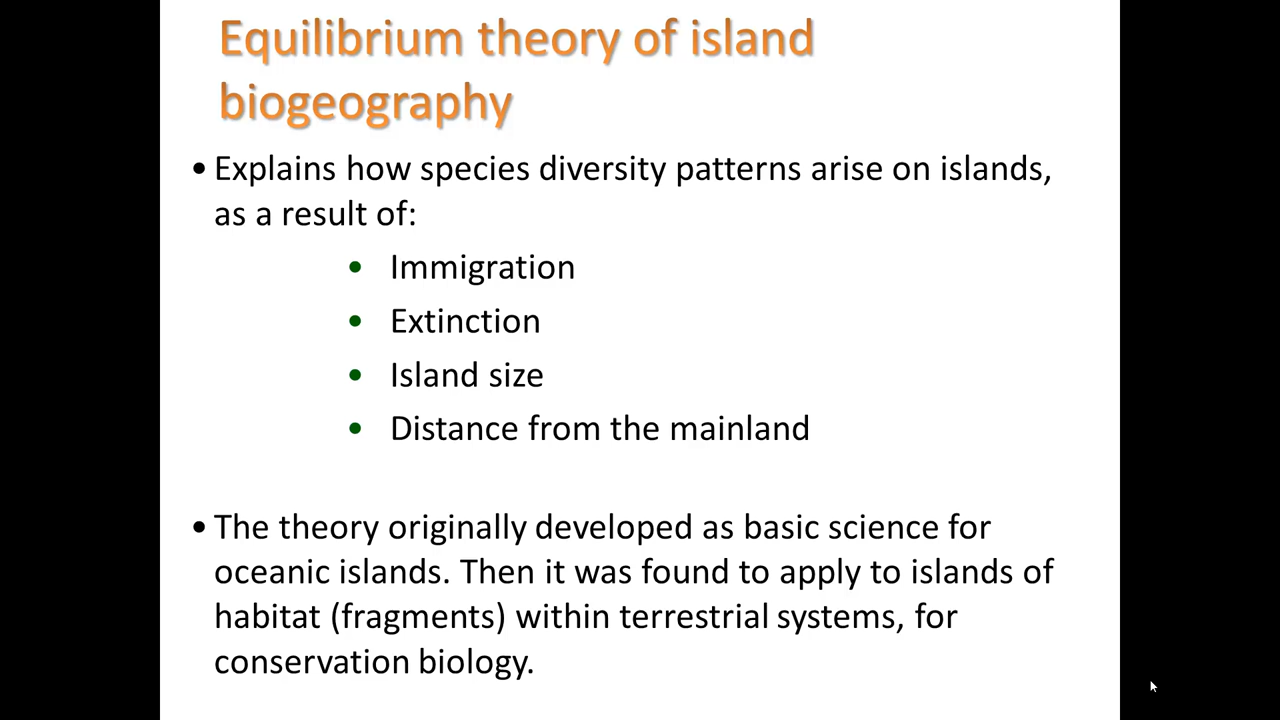 Equilibrium theory of island
biogeography
• Explains how species diversity patterns arise on islands,
as a result of:
• Immigration
• Extinction
• Island size
• Distance from the mainland
• The theory originally developed as basic science for
oceanic islands. Then it was found to apply to islands of
habitat (fragments) within terrestrial systems, for
conservation biology.